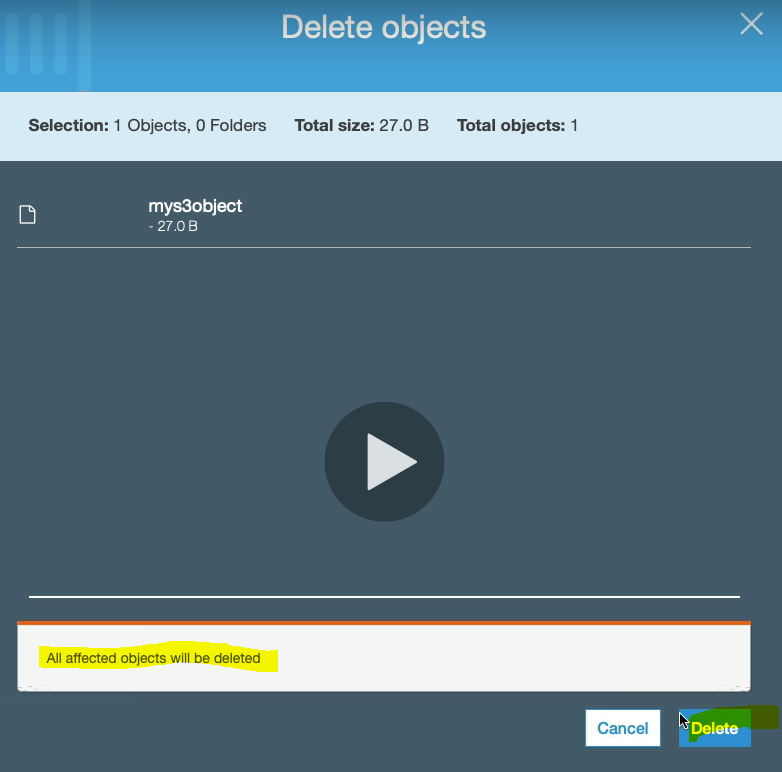 Delete objects
Selection: 1 Objects, 0 Folders Total size: 27.0 B Total objects: 1
mys3object
- 27.0 B
All affected objects will be deleted
Cancel Delete